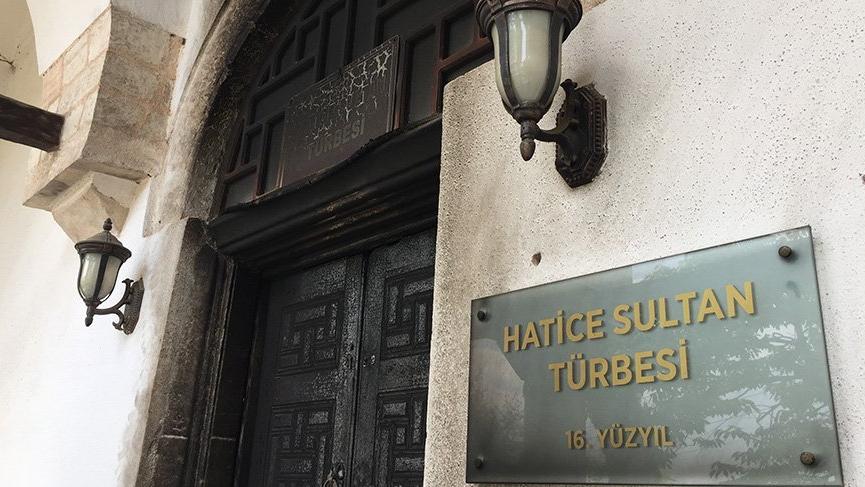 TÜRBESİ
HATİCE SULTAN
TÜRBESİ
16. YÜZYIL